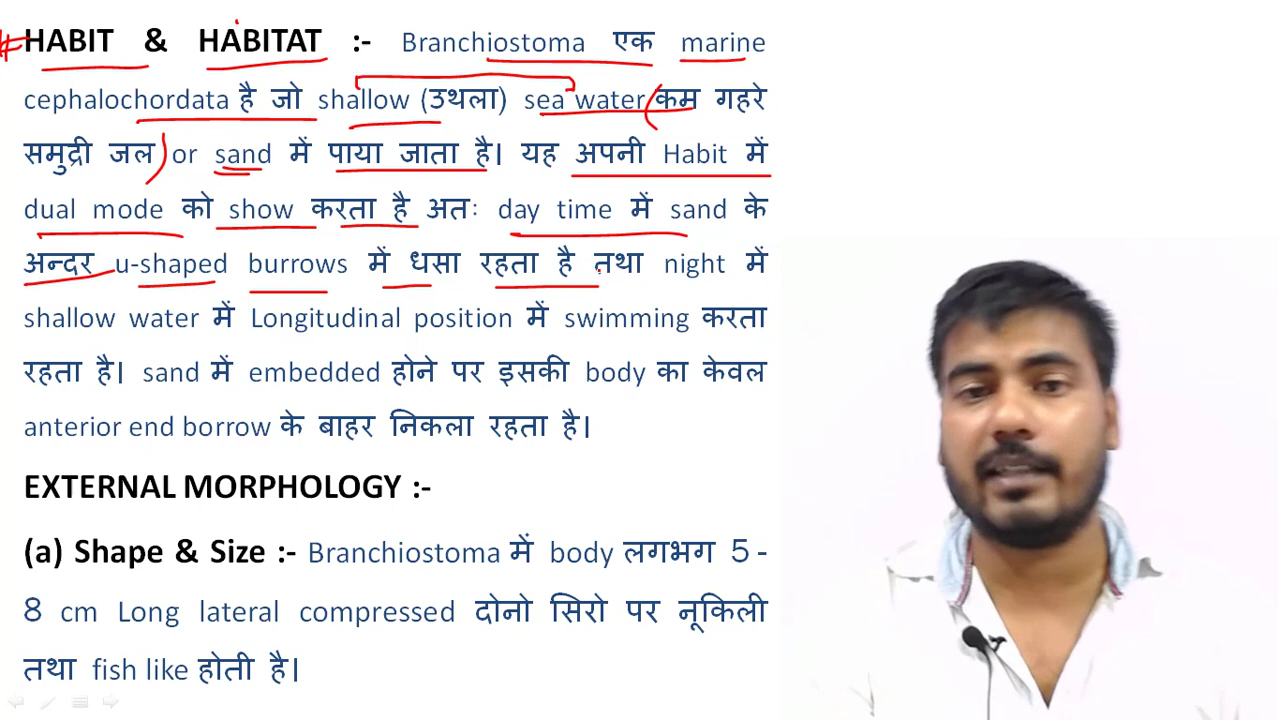 HABIT & HABITAT :- Branchiostoma एक marine
cephalochordata है जो shallow (उथला) sea water (कम गहरे
समुद्री जल) or sand में पाया जाता है। यह अपनी Habit में
dual mode को show करता है अतः day time में sand के
अन्दर u-shaped burrows में धसा रहता है तथा night में
shallow water में Longitudinal position में swimming करता
रहता है। sand में embedded होने पर इसकी body का केवल
anterior end borrow के बाहर निकला रहता है।
EXTERNAL MORPHOLOGY :-
(a) Shape & Size :- Branchiostoma में body लगभग 5 -
8 cm Long lateral compressed दोनो सिरो पर नूकिली
तथा fish like होती है।